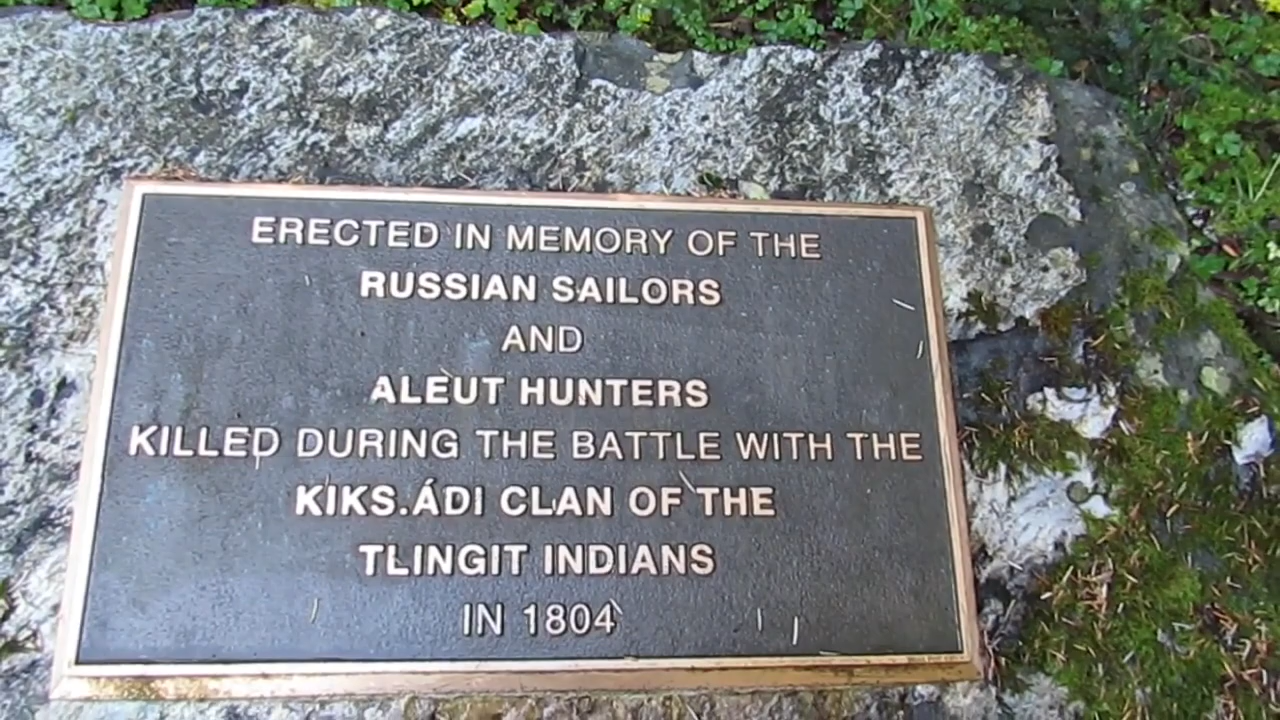 ERECTED IN MEMORY OF THE
RUSSIAN SAILORS
AND
ALEUT HUNTERS
KILLED DURING THE BATTLE WITH THE
KIKS.ÁDI CLAN OF THE
TLINGIT INDIANS
IN 1804